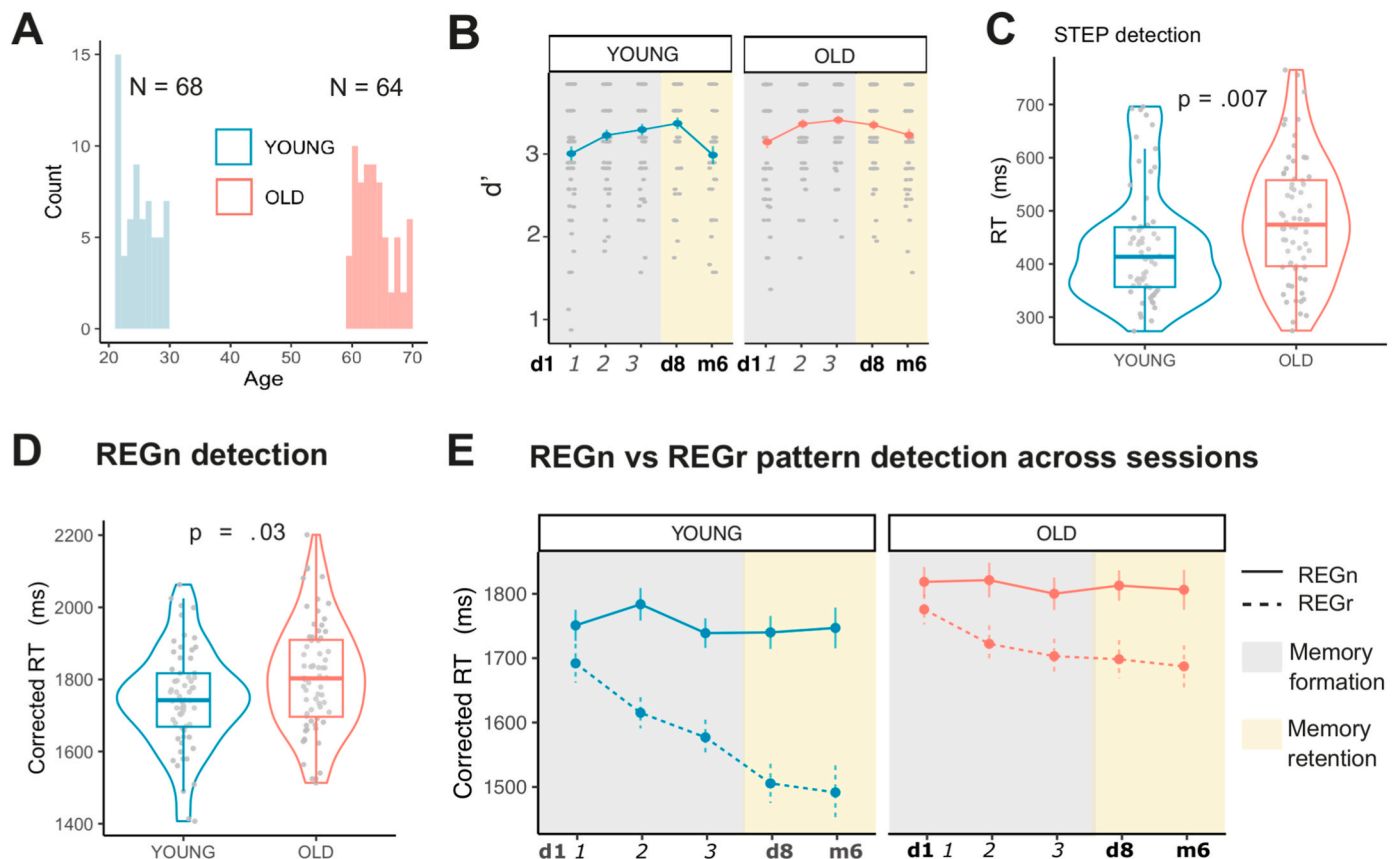 A
15
10
5
0
Count
N = 68
N = 64
YOUNG
OLD
20 30 40 50 60 70
Age
B
YOUNG OLD
3
2
1
d'
d1 1 2 3 d8 m6
d1 1 2 3 d8 m6
C
STEP detection
p = .007
700
600
500
400
300
RT (ms)
YOUNG OLD
D REGn detection
p = .03
2200
2000
1800
1600
1400
Corrected RT (ms)
YOUNG OLD
E REGn vs REGr pattern detection across sessions
YOUNG OLD
1800
1700
1600
1500
Corrected RT (ms)
d1 1 2 3 d8 m6
d1 1 2 3 d8 m6
REGn
REGr
Memory
formation
Memory
retention